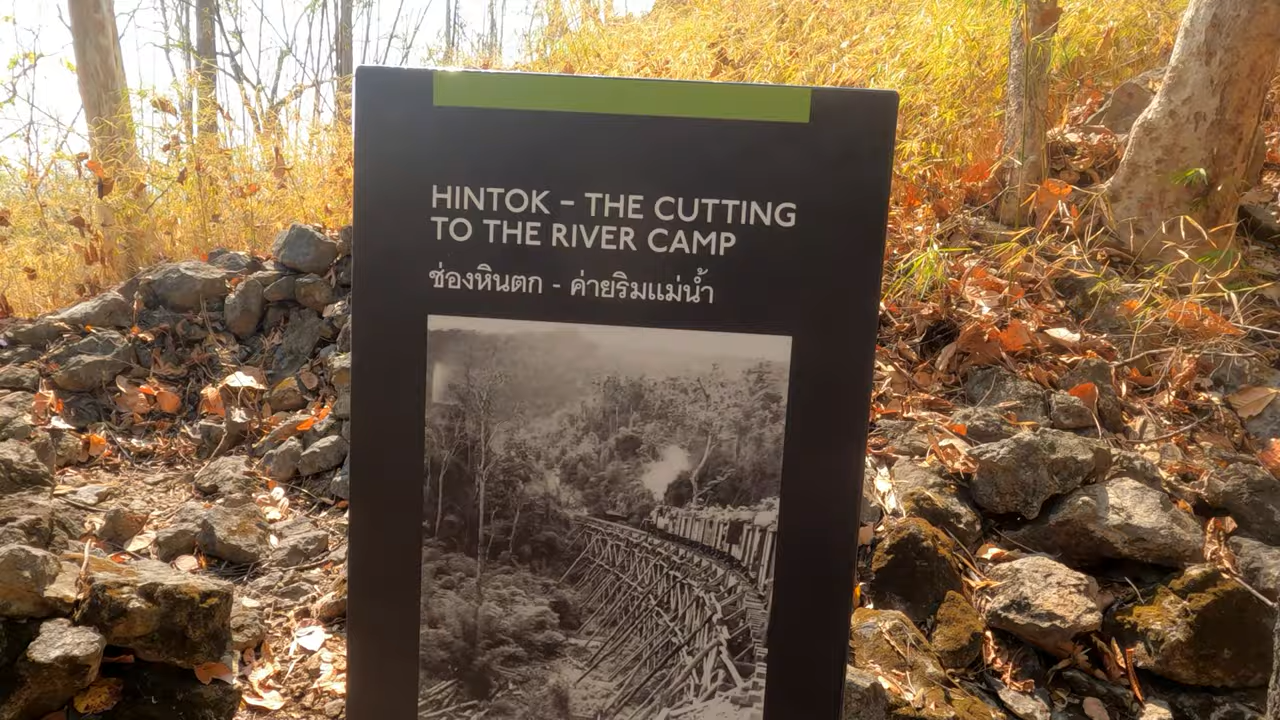 HINTOK – THE CUTTING
TO THE RIVER CAMP
ช่องหินตก - ค่ายริมแม่น้ำ